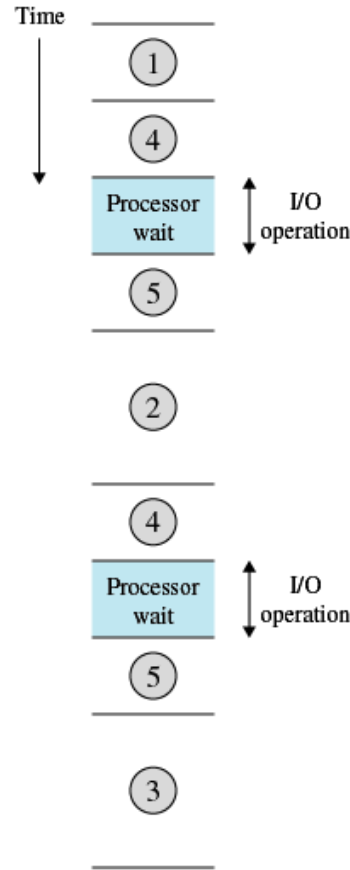 Time
1
4
Processor
wait
I/O
operation
5
2
4
Processor
wait
I/O
operation
5
3